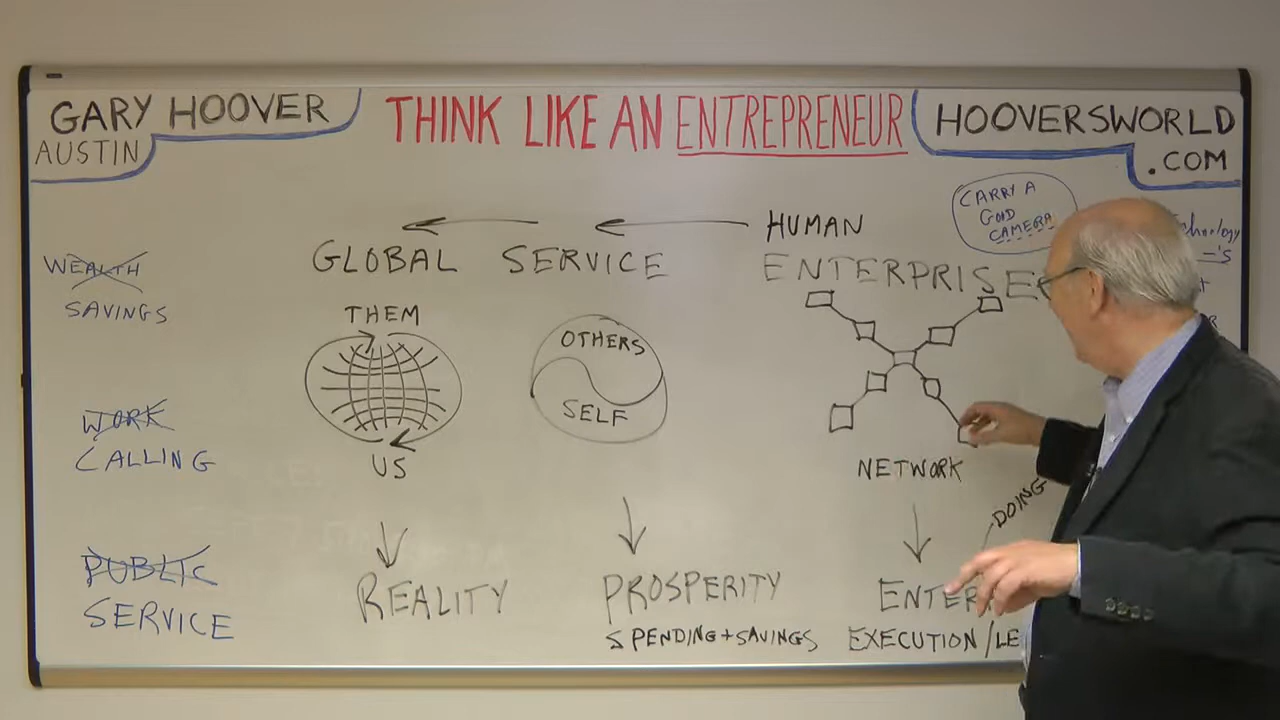 GARY HOOVER
AUSTIN
THINK LIKE AN ENTREPRENEUR
HOOVERSWORLD
.COM
CARRY A
GOOD
CAMERA
HUMAN
GLOBAL SERVICE ENTERPRISE
WEALTH
SAVINGS
THEM
OTHERS
SELF
WORK
CALLING
US
NETWORK
DOING
PUBLIC
SERVICE
REALITY
PROSPERITY
SPENDING + SAVINGS
EXECUTION /